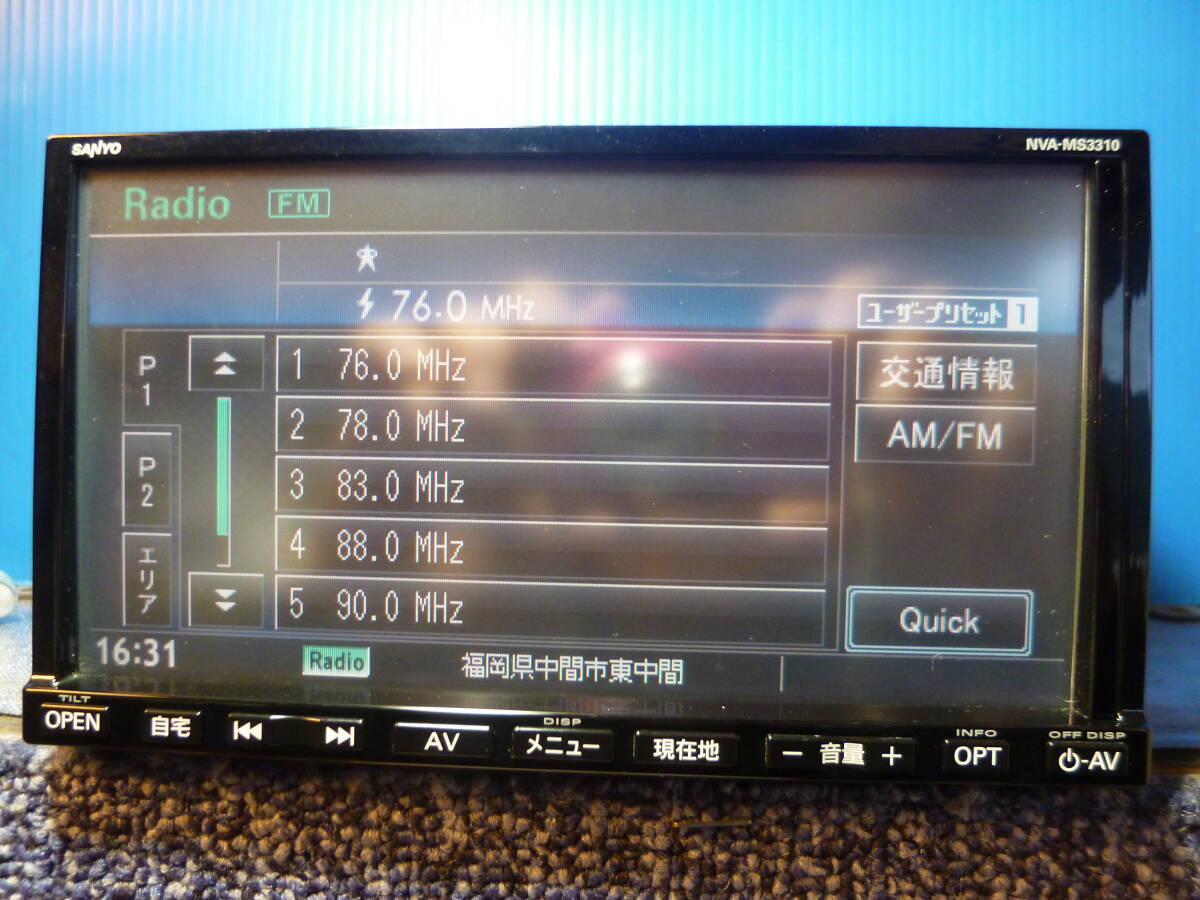 SANYO
NVA-MS3310
Radio FM
76.0 MHz
ユーザープリセット 1
P1
1 76.0 MHz
交通情報
2 78.0 MHz
AM/FM
P2
3 83.0 MHz
4 88.0 MHz
エリア
5 90.0 MHz
Quick
16:31
Radio
福岡県中間市東中間
TILT
OPEN
自宅
AV
DISP
メニュー
現在地
− 音量 +
INFO
OPT
OFF DISP
-AV